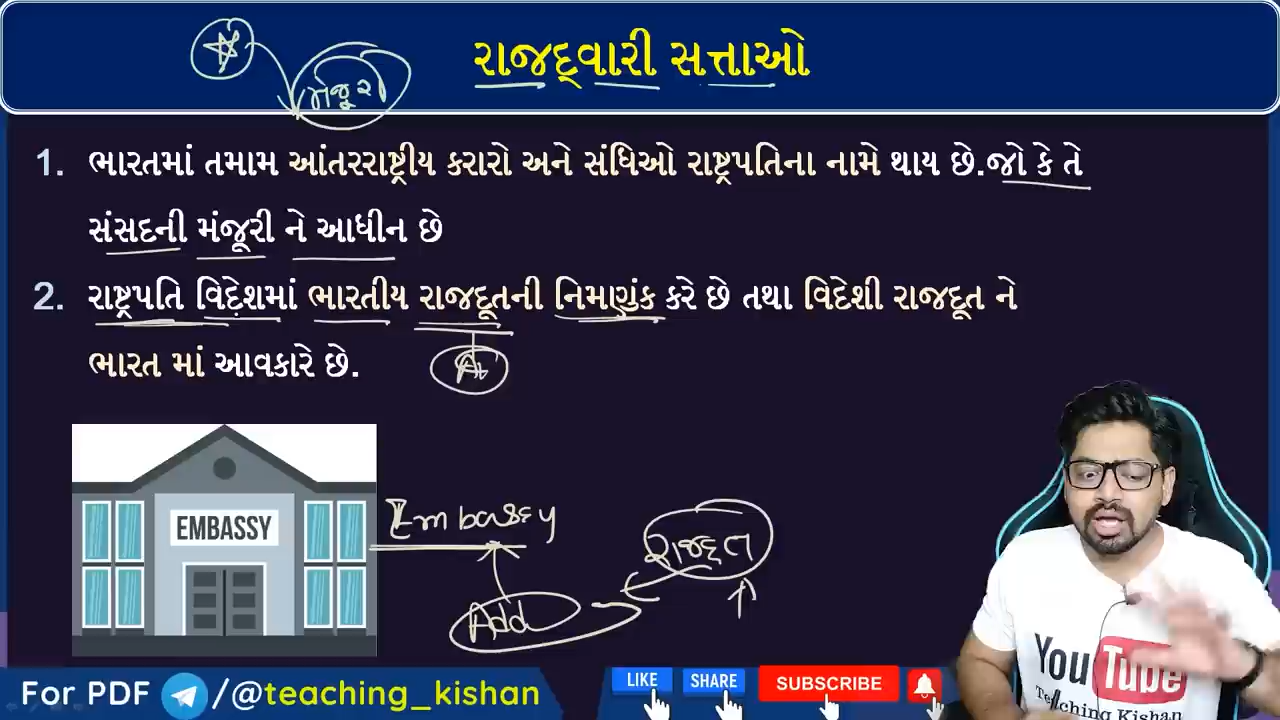 રાજદ્વારી સત્તાઓ
મંજૂરી
1. ભારતમાં તમામ આંતરરાષ્ટ્રીય કરારો અને સંધિઓ રાષ્ટ્રપતિના નામે થાય છે.જો કે તે
સંસદની મંજૂરી ને આધીન છે
2. રાષ્ટ્રપતિ વિદેશમાં ભારતીય રાજદૂતની નિમણુંક કરે છે તથા વિદેશી રાજદૂત ને
ભારત માં આવકારે છે.
EMBASSY
Embassy
રાજદૂત
Add
YouTube
Teaching Kishan
For PDF /@teaching_kishan
LIKE
SHARE
SUBSCRIBE